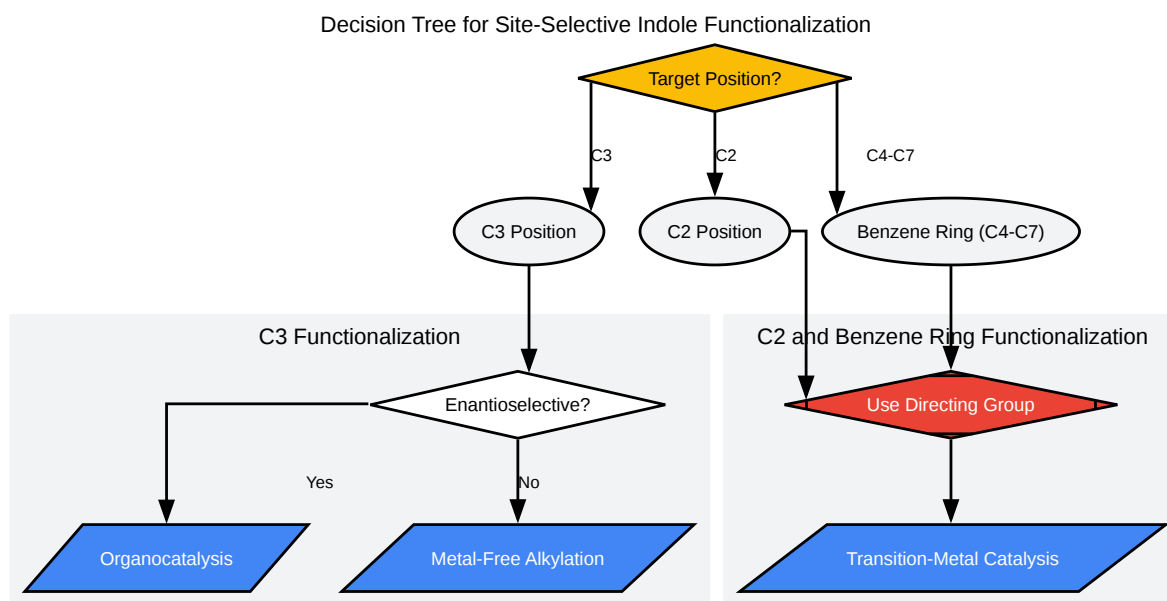 Decision Tree for Site-Selective Indole Functionalization
Target Position?
C3
C2
C4-C7
C3 Position
C2 Position
Benzene Ring (C4-C7)
C3 Functionalization
C2 and Benzene Ring Functionalization
Enantioselective?
Use Directing Group
Yes
No
Organocatalysis
Metal-Free Alkylation
Transition-Metal Catalysis